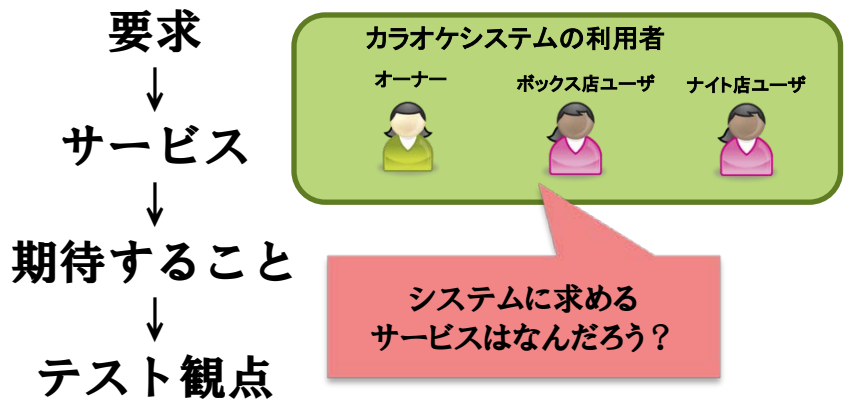 要求
↓
サービス
↓
期待すること
↓
テスト観点
カラオケシステムの利用者
オーナー
ボックス店ユーザ
ナイト店ユーザ
システムに求める
サービスはなんだろう?